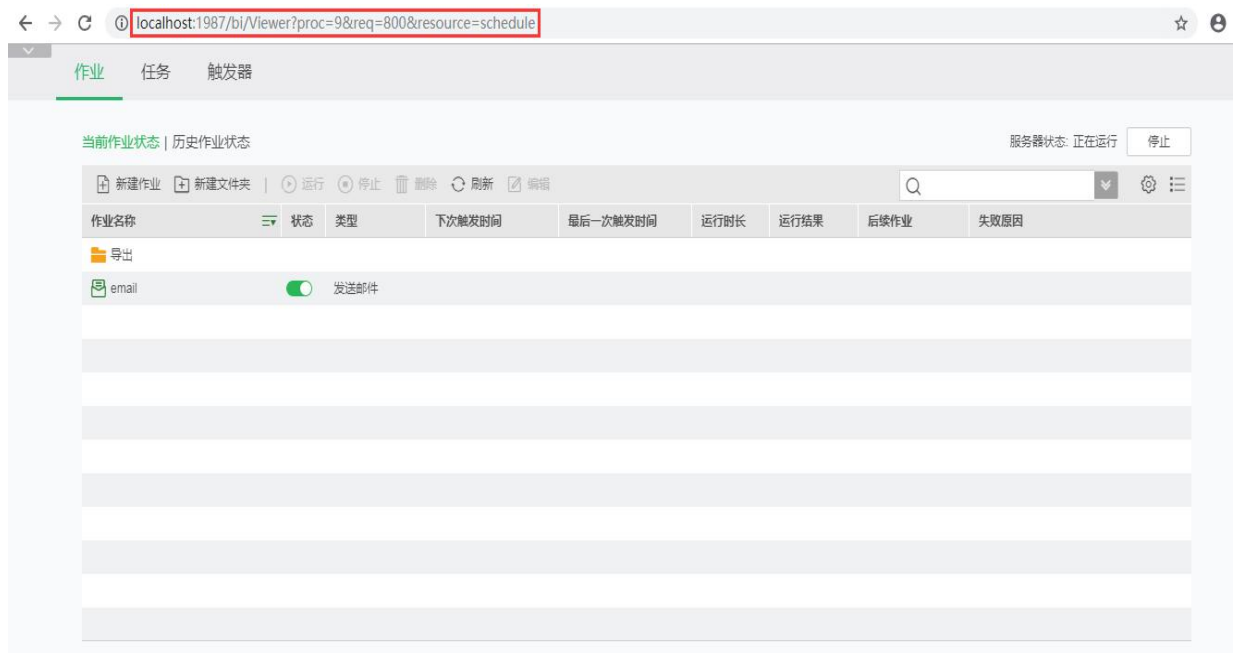 localhost:1987/bi/Viewer?proc=9&req=800&resource=schedule
作业 任务 触发器
当前作业状态 | 历史作业状态 服务器状态: 正在运行 停止
新建作业 新建文件夹 | 运行 停止 删除 刷新 编辑
作业名称 状态 类型 下次触发时间 最后一次触发时间 运行时长 运行结果 后续作业 失败原因
导出
email 发送邮件